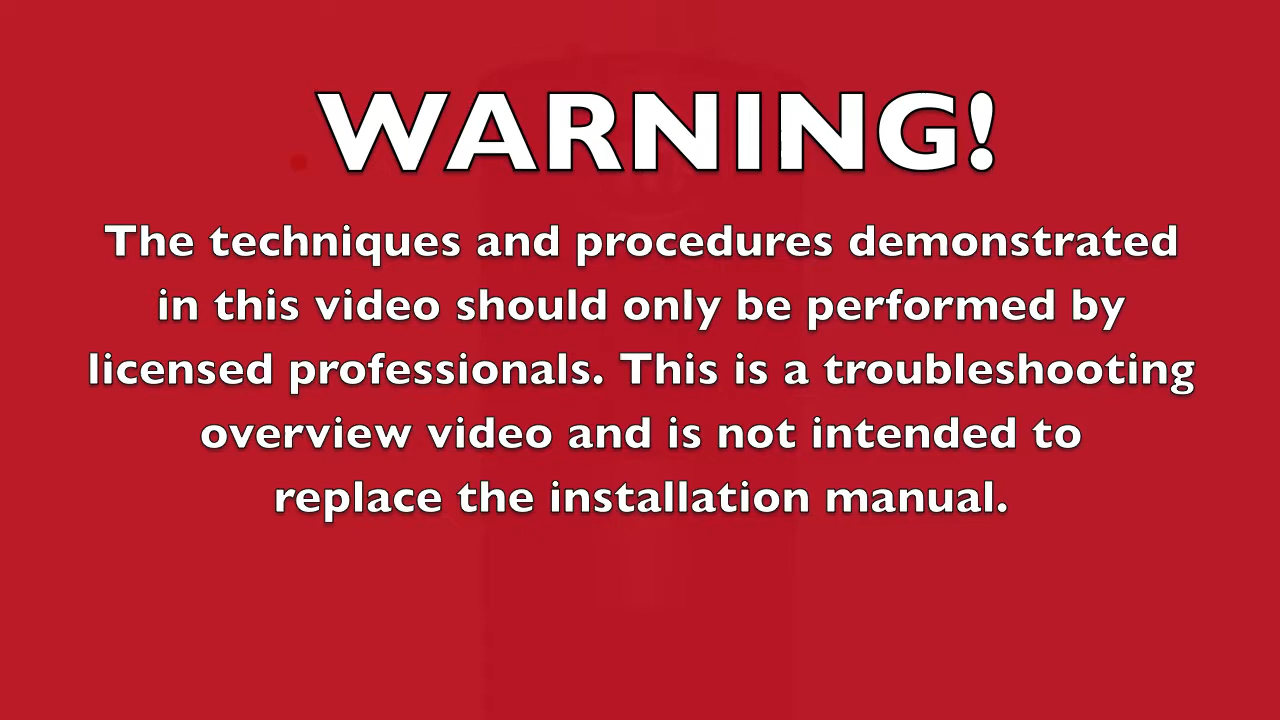 WARNING!
The techniques and procedures demonstrated
in this video should only be performed by
licensed professionals. This is a troubleshooting
overview video and is not intended to
replace the installation manual.